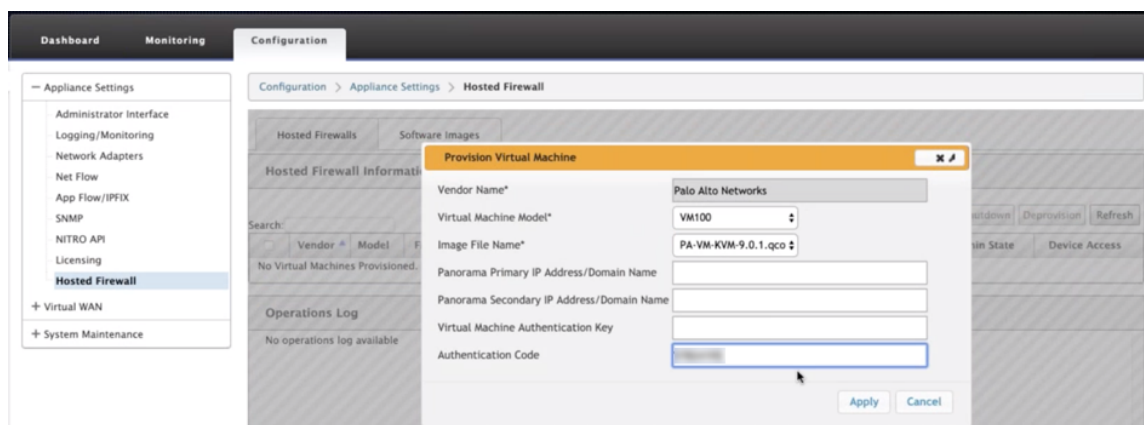 Dashboard Monitoring Configuration
Appliance Settings
Administrator Interface
Logging/Monitoring
Network Adapters
Net Flow
App Flow/IPFIX
SNMP
NITRO API
Licensing
Hosted Firewall
+ Virtual WAN
+ System Maintenance
Configuration > Appliance Settings > Hosted Firewall
Hosted Firewalls Software Images
Hosted Firewall Informati
Search:
Deprovision Refresh
Vendor Model F
in State Device Access
No Virtual Machines Provisioned.
Operations Log
No operations log available
Provision Virtual Machine
Vendor Name* Palo Alto Networks
Virtual Machine Model* VM100
Image File Name* PA-VM-KVM-9.0.1.qco
Panorama Primary IP Address/Domain Name
Panorama Secondary IP Address/Domain Name
Virtual Machine Authentication Key
Authentication Code
Apply Cancel